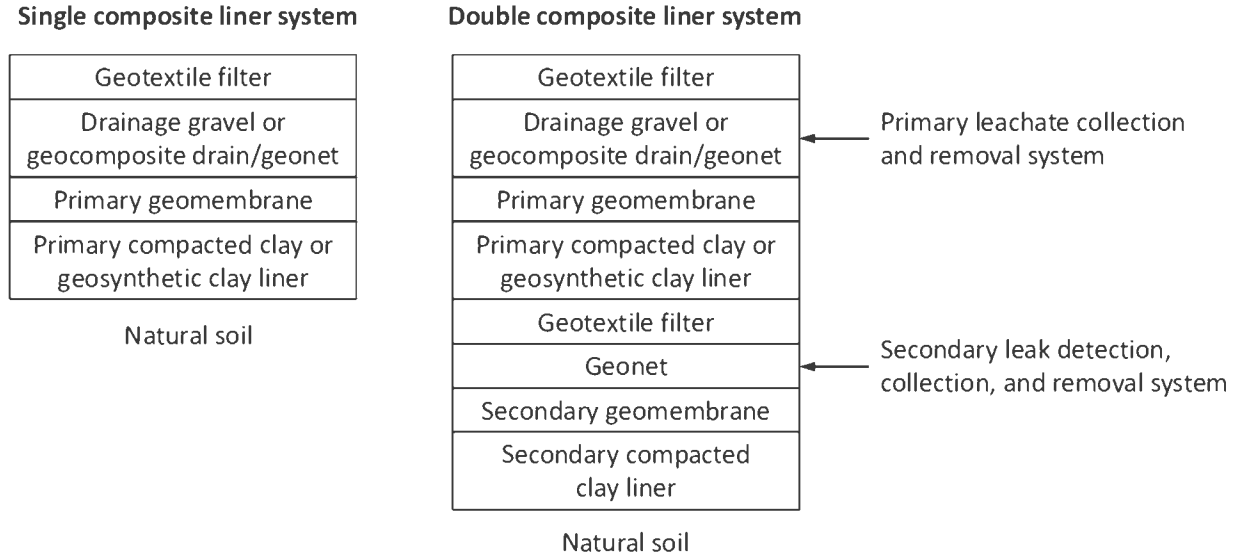 Single composite liner system
Geotextile filter
Drainage gravel or
geocomposite drain/geonet
Primary geomembrane
Primary compacted clay or
geosynthetic clay liner
Natural soil
Double composite liner system
Geotextile filter
Drainage gravel or
geocomposite drain/geonet
Primary geomembrane
Primary compacted clay or
geosynthetic clay liner
Geotextile filter
Geonet
Secondary geomembrane
Secondary compacted
clay liner
Natural soil
Primary leachate collection
and removal system
Secondary leak detection,
collection, and removal system